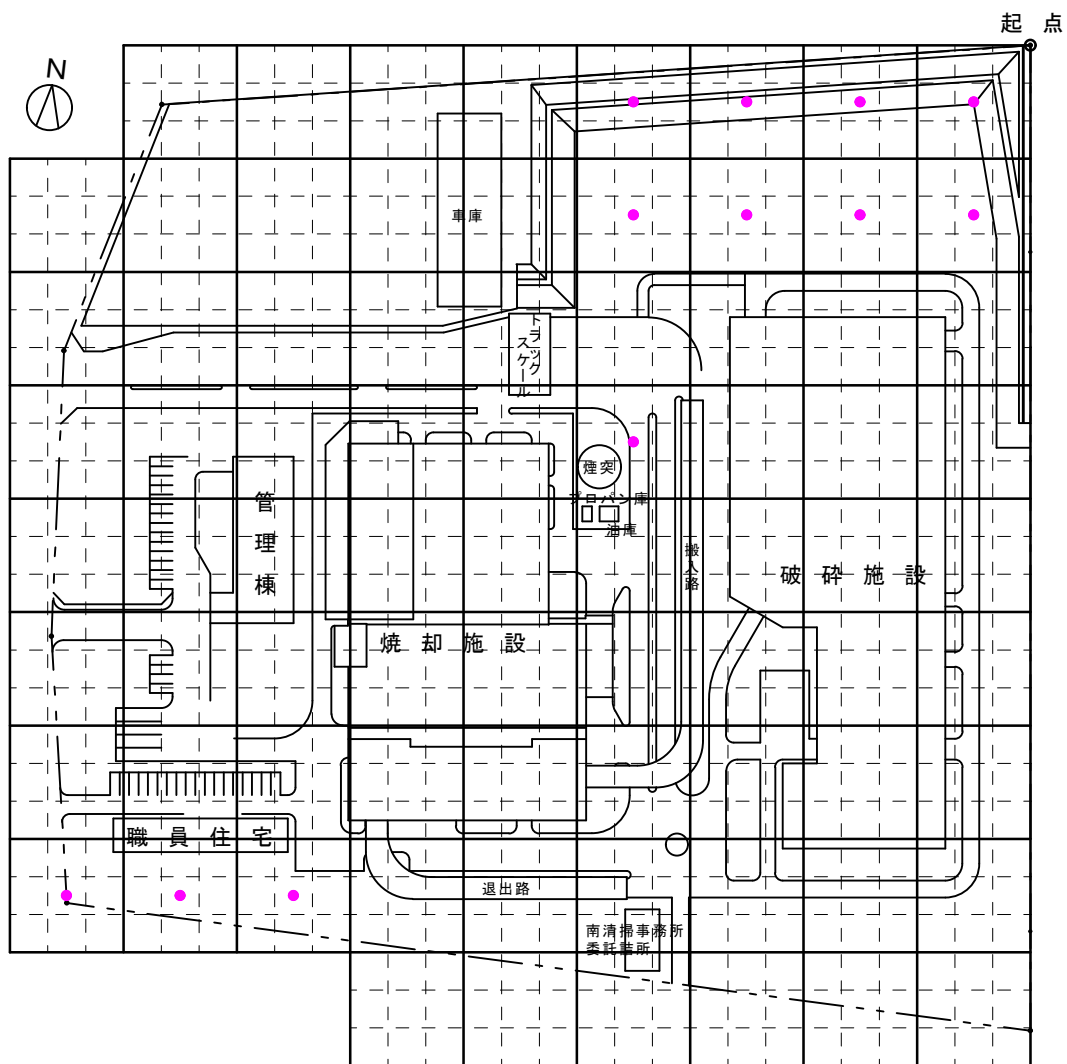 起点
N
車庫
トラック
スケール
煙突
プロパン庫
油庫
管理棟
搬入路
破砕施設
焼却施設
職員住宅
退出路
南清掃事務所
委託詰所